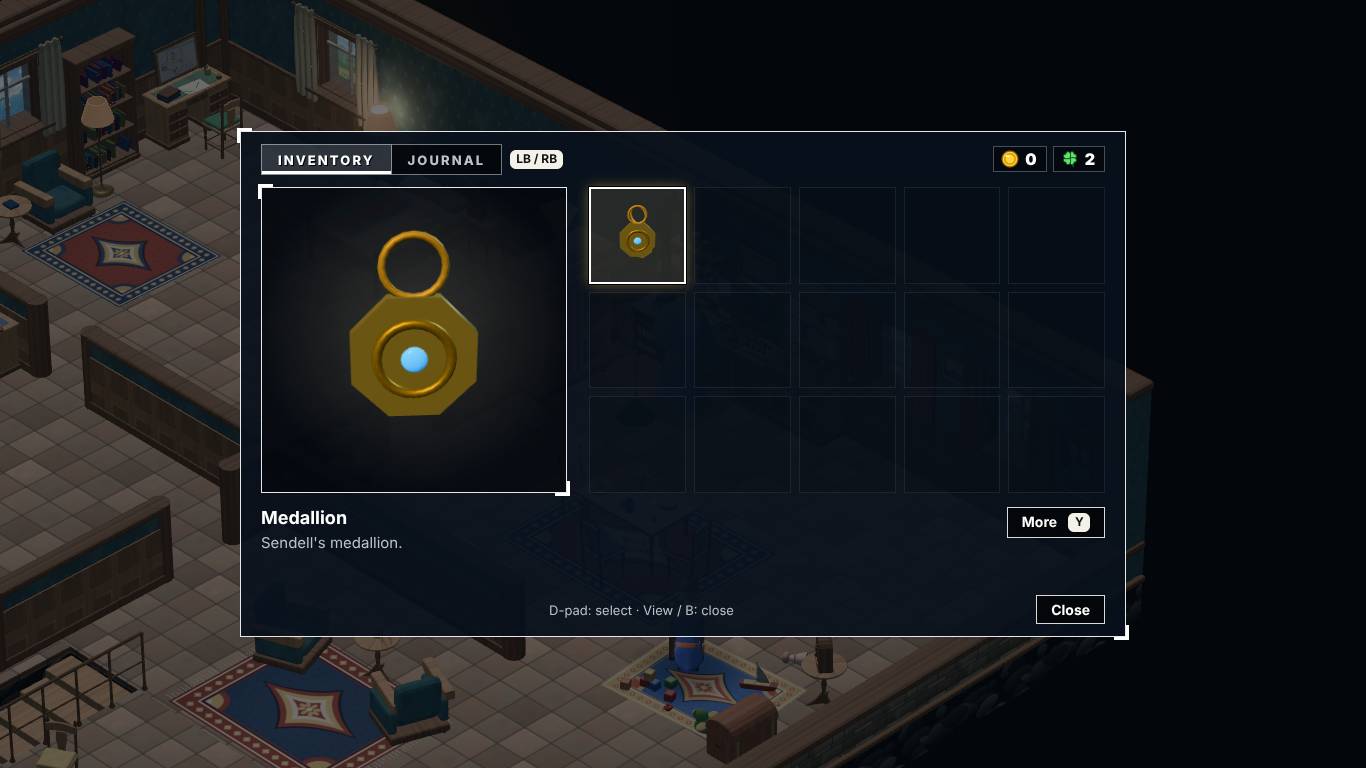 INVENTORY JOURNAL LB / RB 0 2
Medallion
Sendell's medallion.
More Y
D-pad: select · View / B: close
Close